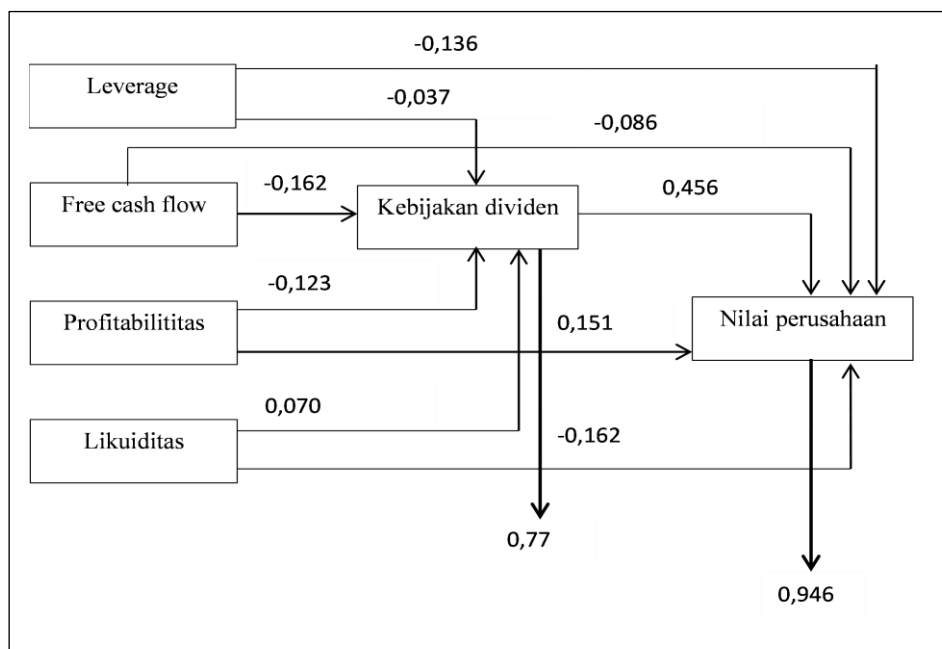 -0,136
Leverage
-0,037
-0,086
Free cash flow
-0,162
Kebijakan dividen
0,456
-0,123
Profitabilititas
0,151
Nilai perusahaan
0,070
Likuiditas
-0,162
0,77
0,946